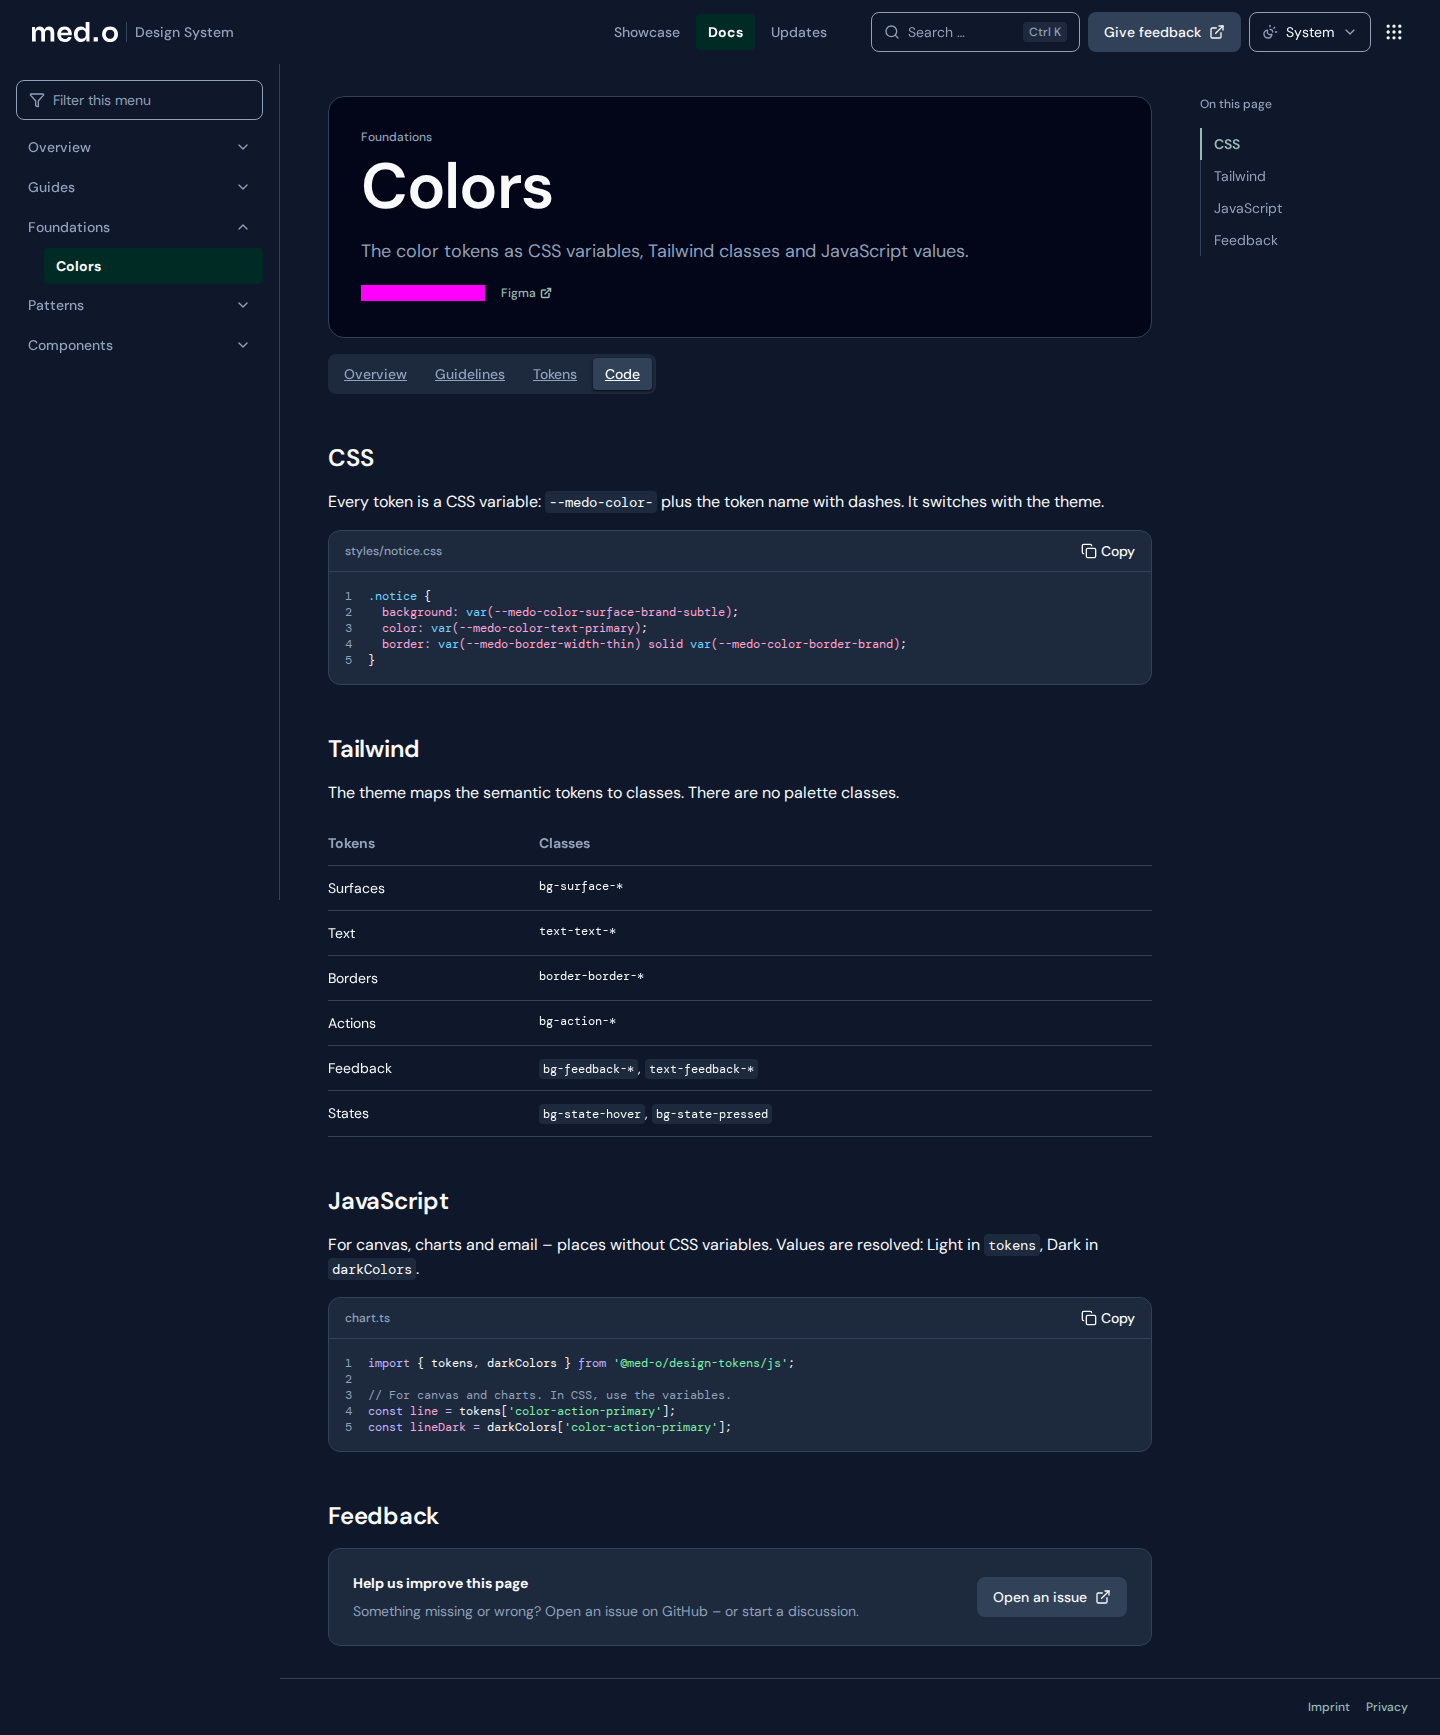 med.o Design System
Showcase Docs Updates
Search ... Ctrl K
Give feedback
System
Filter this menu
Overview
Guides
Foundations
Colors
Patterns
Components
Foundations
Colors
The color tokens as CSS variables, Tailwind classes and JavaScript values.
Figma
Overview Guidelines Tokens Code
CSS
Every token is a CSS variable: --medo-color- plus the token name with dashes. It switches with the theme.
styles/notice.css Copy
1 .notice {
2 background: var(--medo-color-surface-brand-subtle);
3 color: var(--medo-color-text-primary);
4 border: var(--medo-border-width-thin) solid var(--medo-color-border-brand);
5 }
Tailwind
The theme maps the semantic tokens to classes. There are no palette classes.
Tokens Classes
Surfaces bg-surface-*
Text text-text-*
Borders border-border-*
Actions bg-action-*
Feedback bg-feedback-*, text-feedback-*
States bg-state-hover, bg-state-pressed
JavaScript
For canvas, charts and email – places without CSS variables. Values are resolved: Light in tokens, Dark in
darkColors.
chart.ts Copy
1 import { tokens, darkColors } from '@med-o/design-tokens/js';
2
3 // For canvas and charts. In CSS, use the variables.
4 const line = tokens['color-action-primary'];
5 const lineDark = darkColors['color-action-primary'];
Feedback
Help us improve this page
Something missing or wrong? Open an issue on GitHub – or start a discussion.
Open an issue
On this page
CSS
Tailwind
JavaScript
Feedback
Imprint Privacy